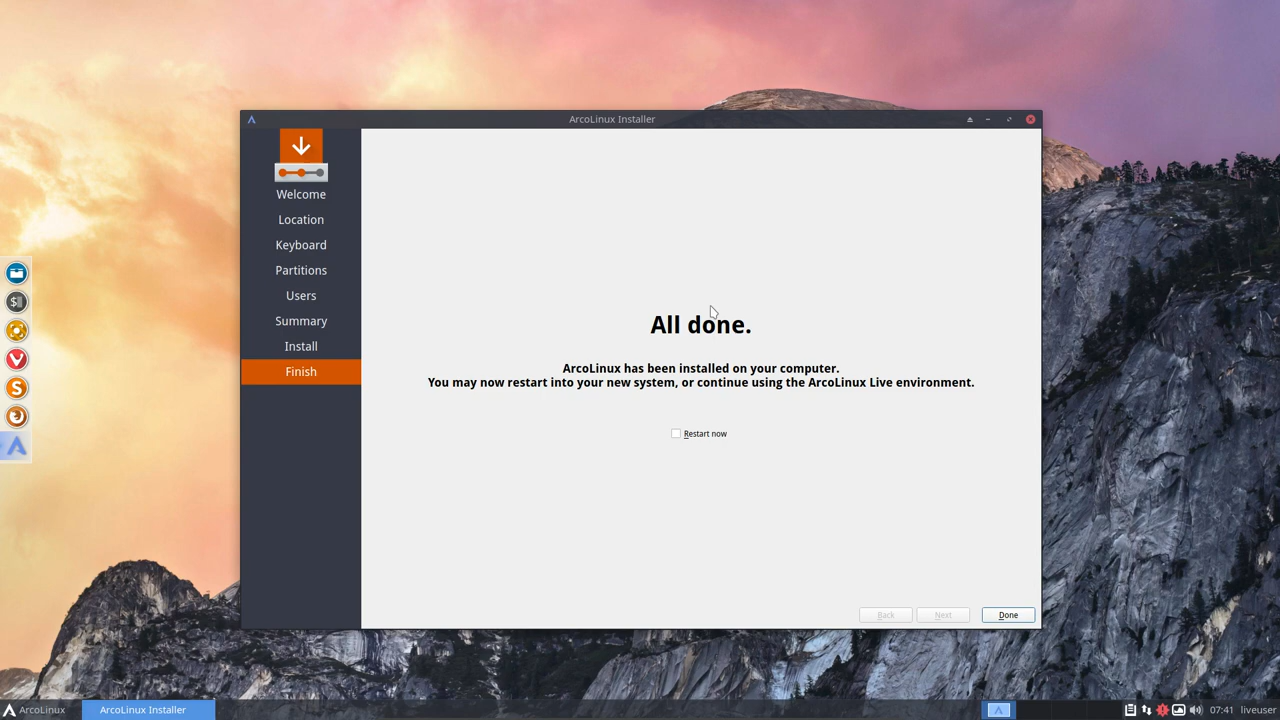 ArcoLinux Installer
Welcome
Location
Keyboard
Partitions
Users
Summary
Install
Finish
All done.
ArcoLinux has been installed on your computer.
You may now restart into your new system, or continue using the ArcoLinux Live environment.
Restart now
Back
Next
Done
ArcoLinux
ArcoLinux Installer
07:41
liveuser